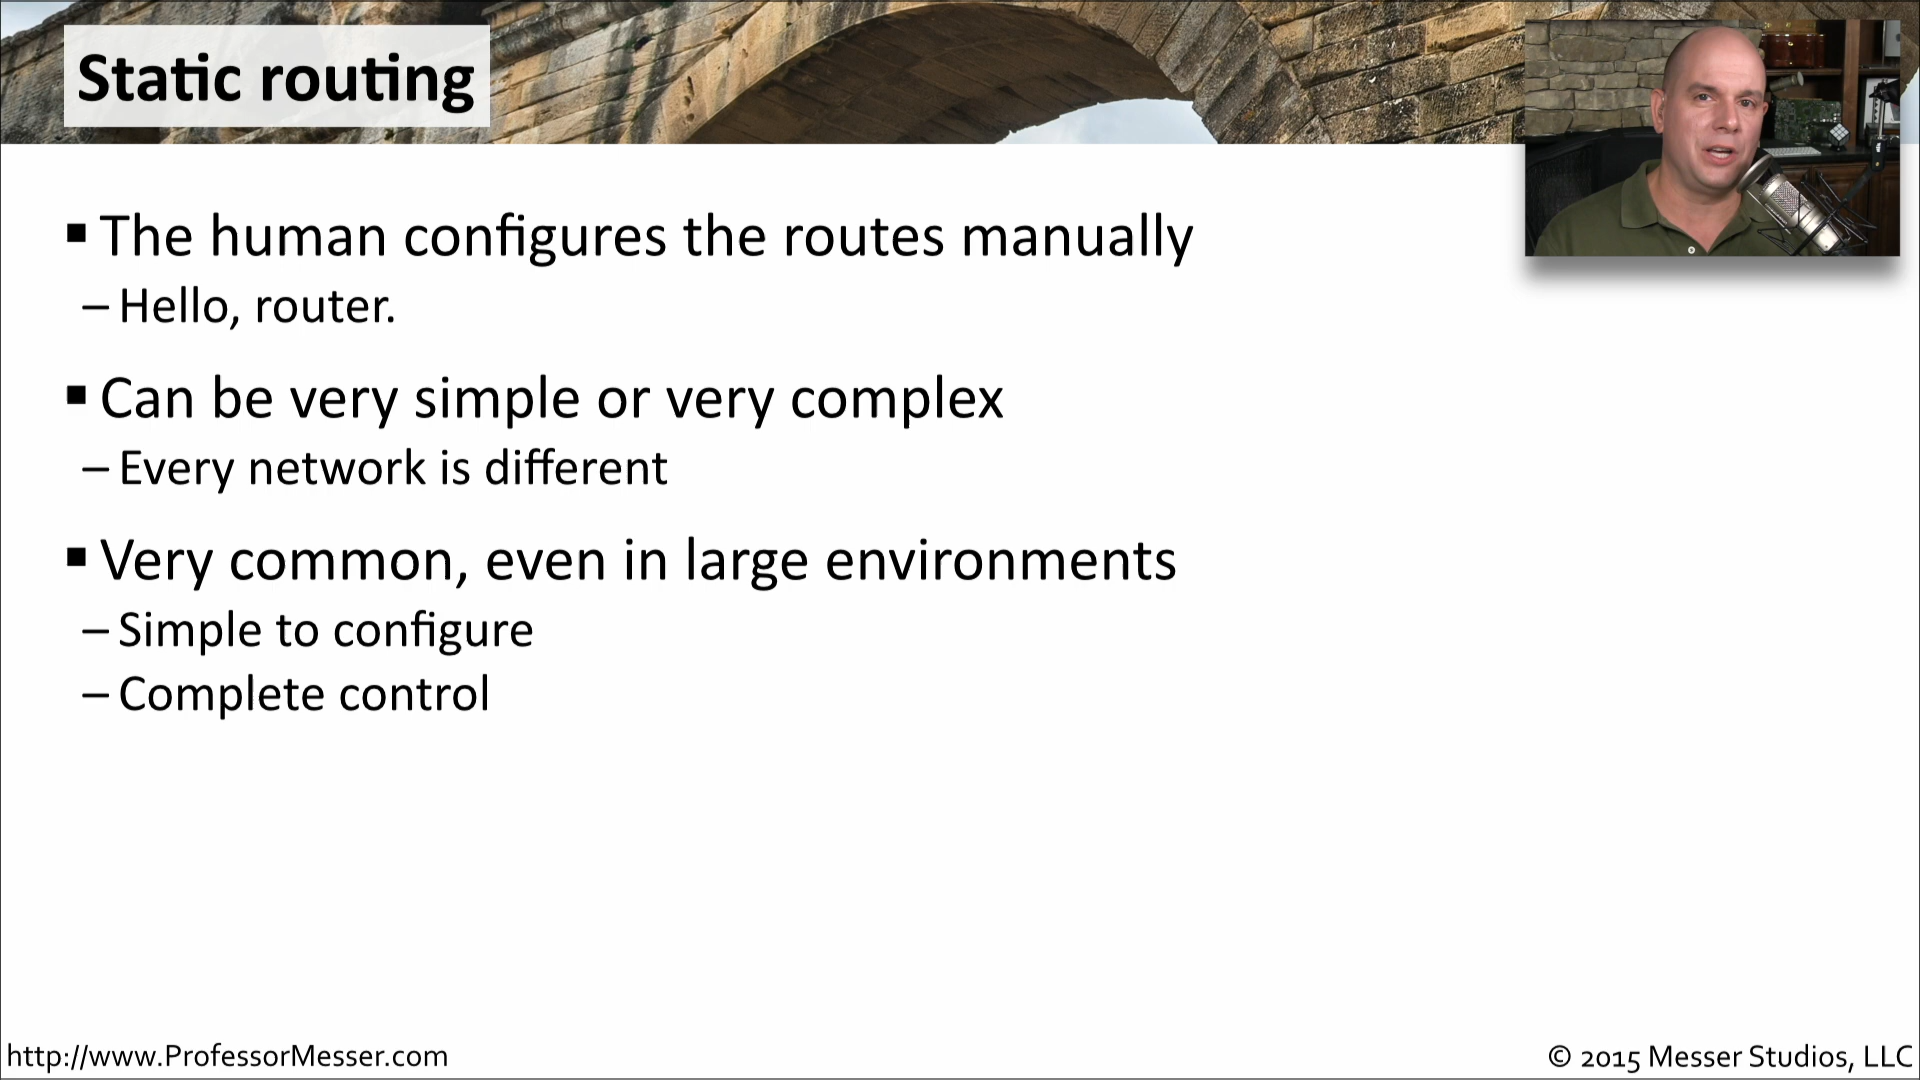 Static routing
▪ The human configures the routes manually
– Hello, router.
▪ Can be very simple or very complex
– Every network is different
▪ Very common, even in large environments
– Simple to configure
– Complete control
http://www.ProfessorMesser.com
© 2015 Messer Studios, LLC